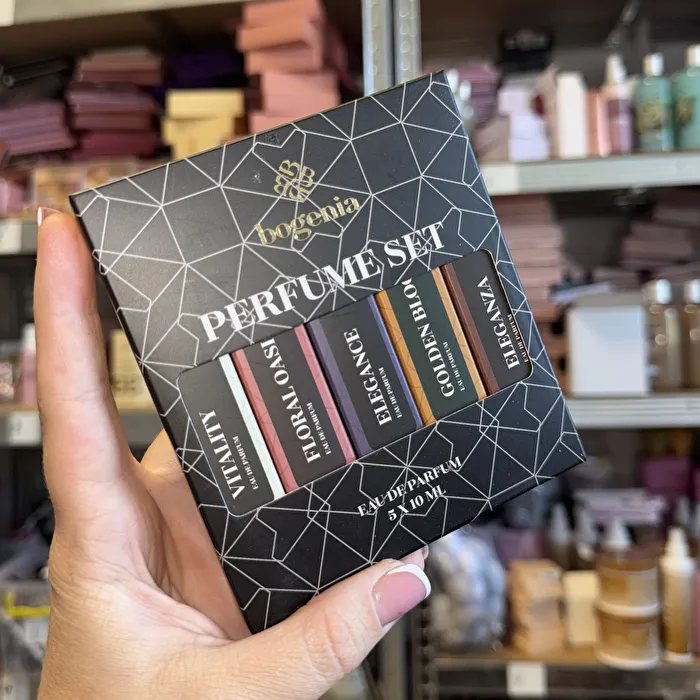 bogenia
PERFUME SET
VITALITY
EAU DE PARFUM
FLORAL OASI
EAU DE PARFUM
ELEGANCE
EAU DE PARFUM
GOLDEN BLOO
EAU DE PARFUM
ELEGANZA
EAU DE PARFUM
EAU DE PARFUM
5 X 10 ML